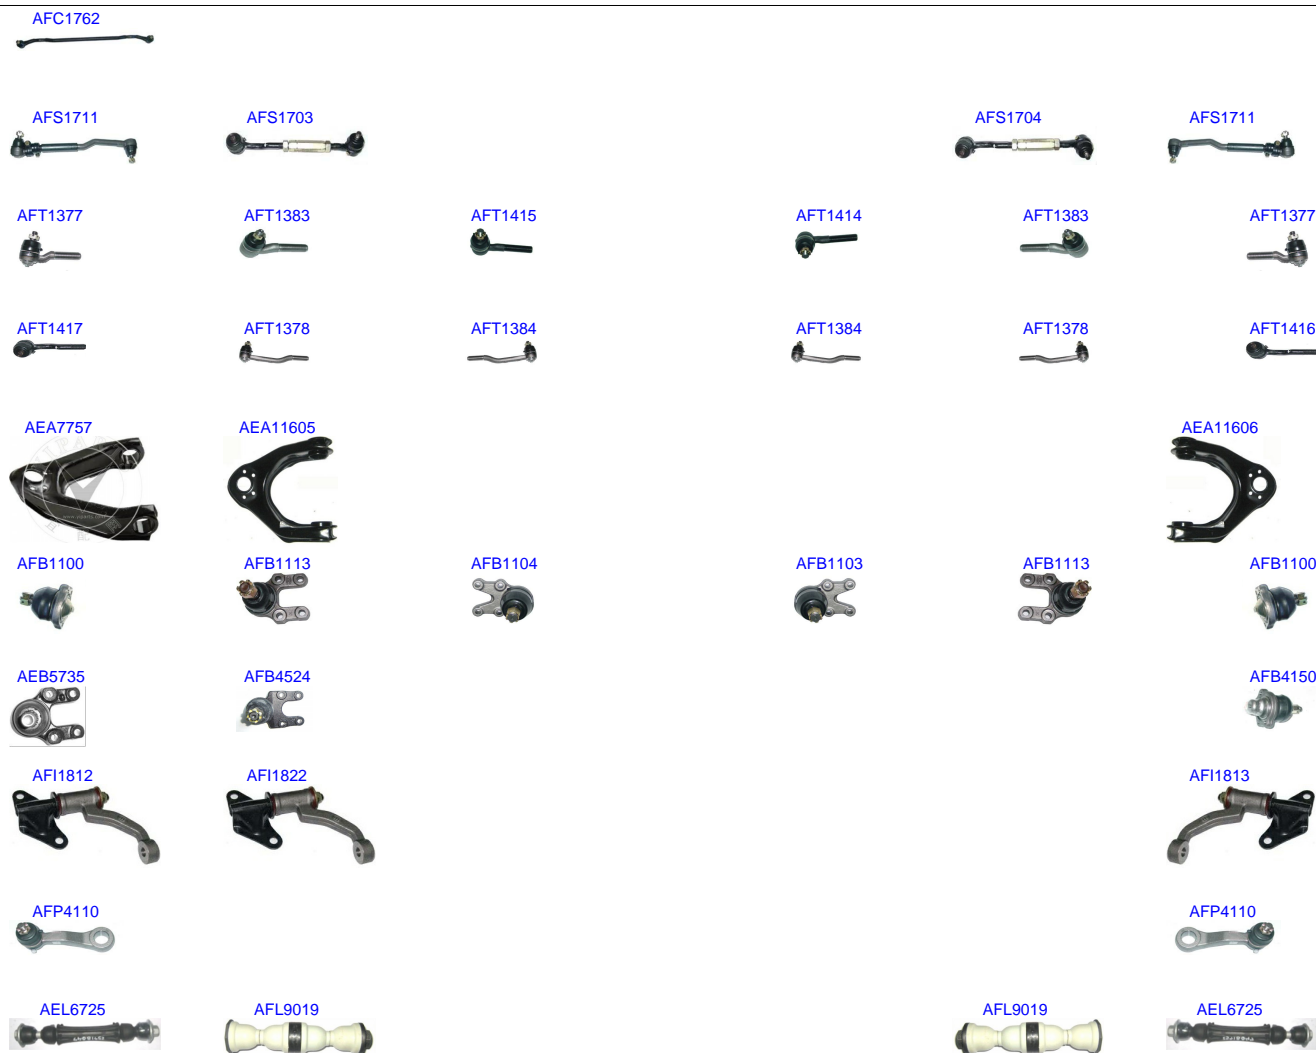 AFC1762
AFS1711 AFS1703 AFS1704 AFS1711
AFT1377 AFT1383 AFT1415 AFT1414 AFT1383 AFT1377
AFT1417 AFT1378 AFT1384 AFT1384 AFT1378 AFT1416
AEA7757 AEA11605 AEA11606
AFB1100 AFB1113 AFB1104 AFB1103 AFB1113 AFB1100
AEB5735 AFB4524 AFB4150
AFI1812 AFI1822 AFI1813
AFP4110 AFP4110
AEL6725 AFL9019 AFL9019 AEL6725